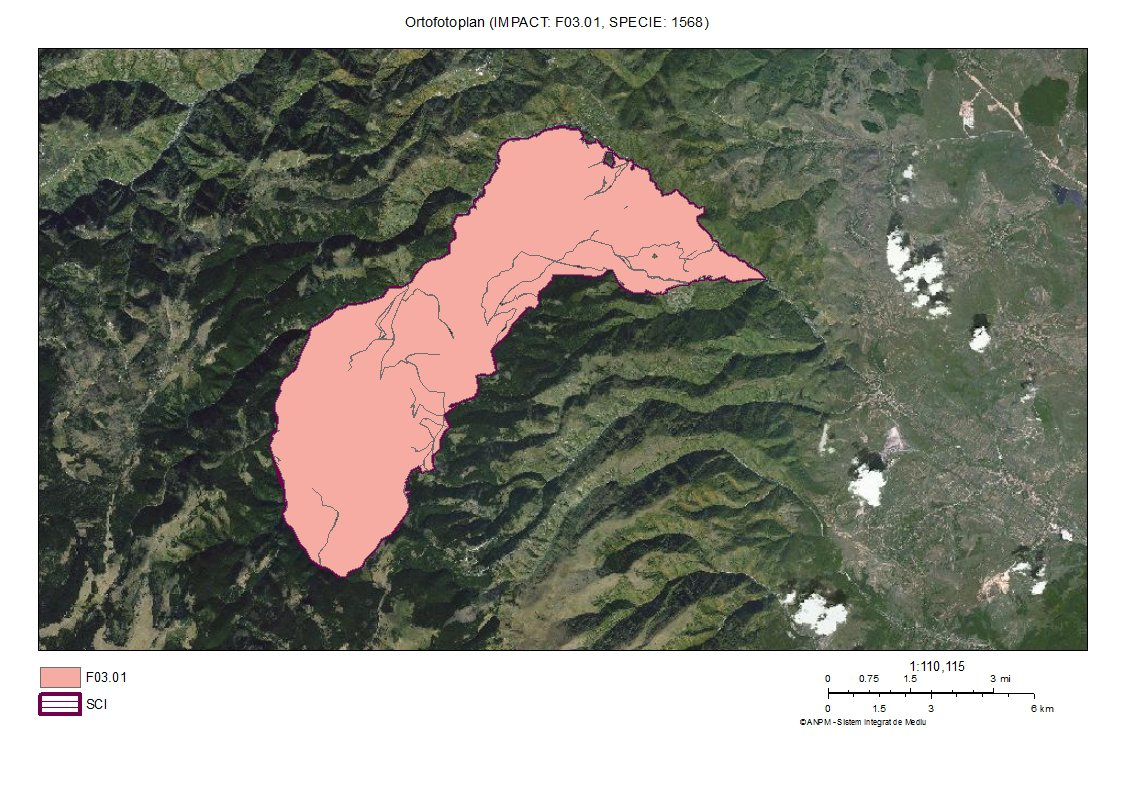 Ortofotoplan (IMPACT: F03.01, SPECIE: 1568)
F03.01
SCI
1:110,115
0 0.75 1.5 3 mi
0 1.5 3 6 km
©ANPM - Sistem Integrat de Mediu